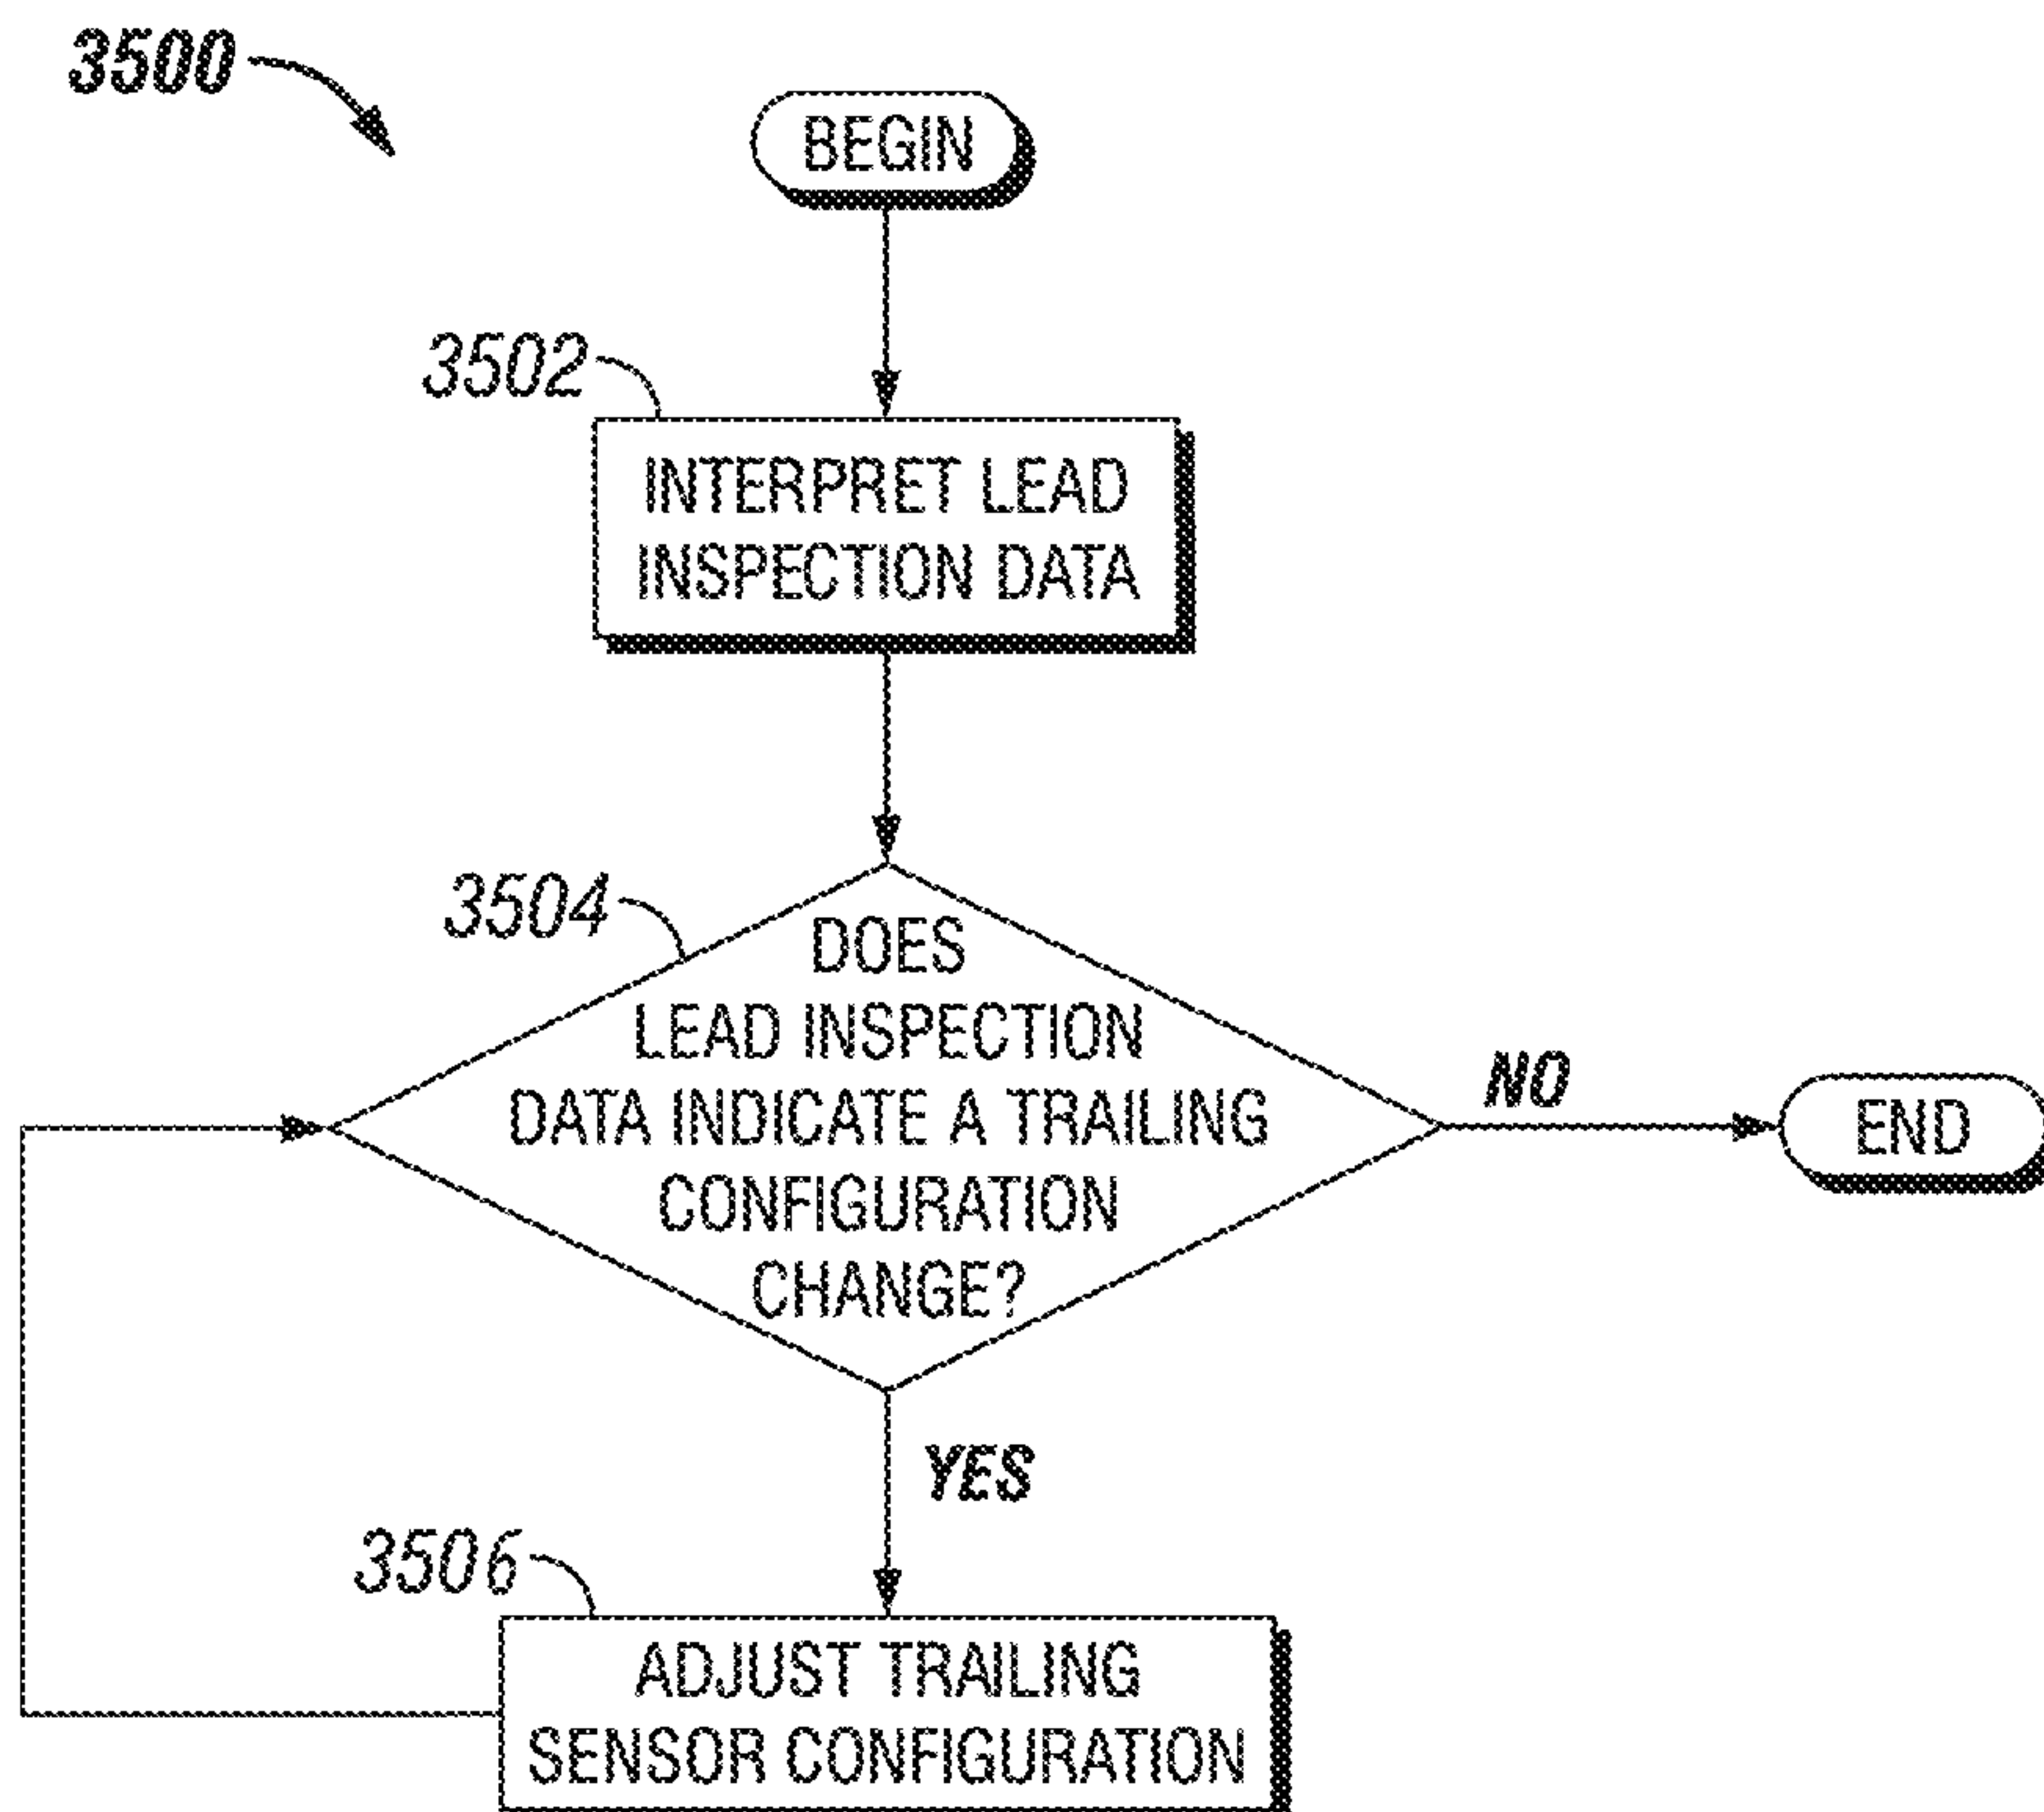 3500
BEGIN
3502
INTERPRET LEAD
INSPECTION DATA
3504
DOES
LEAD INSPECTION
DATA INDICATE A TRAILING
CONFIGURATION
CHANGE?
NO
END
YES
3506
ADJUST TRAILING
SENSOR CONFIGURATION